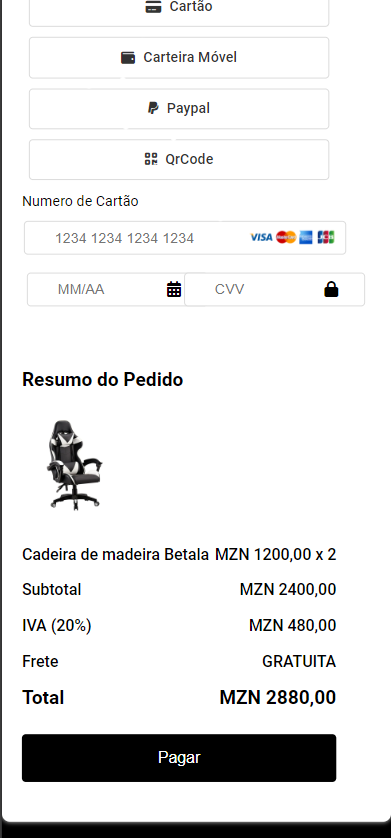 Cartão
Carteira Móvel
Paypal
QrCode
Numero de Cartão
1234 1234 1234 1234 VISA JCB
MM/AA CVV
Resumo do Pedido
Cadeira de madeira Betala MZN 1200,00 x 2
Subtotal MZN 2400,00
IVA (20%) MZN 480,00
Frete GRATUITA
Total MZN 2880,00
Pagar